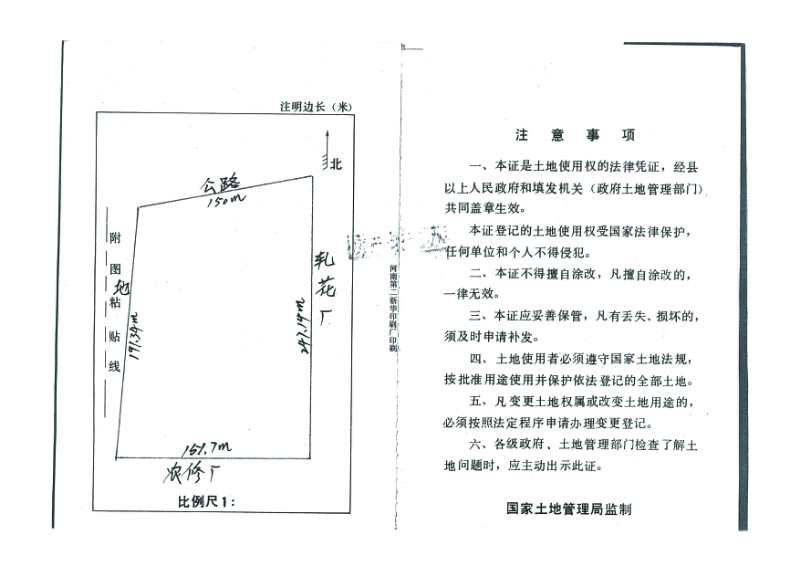 注明边长（米）
北
公路
150m
附图粘贴线
地
191.34m
轧花厂
247.19m
151.7m
农修厂
比例尺1：
河南第二新华印刷厂印刷
注意事项
一、本证是土地使用权的法律凭证，经县
以上人民政府和填发机关（政府土地管理部门）
共同盖章生效。
本证登记的土地使用权受国家法律保护，
任何单位和个人不得侵犯。
二、本证不得擅自涂改，凡擅自涂改的，
一律无效。
三、本证应妥善保管，凡有丢失、损坏的，
须及时申请补发。
四、土地使用者必须遵守国家土地法规，
按批准用途使用并保护依法登记的全部土地。
五、凡变更土地权属或改变土地用途的，
必须按照法定程序申请办理变更登记。
六、各级政府、土地管理部门检查了解土
地问题时，应主动出示此证。
国家土地管理局监制